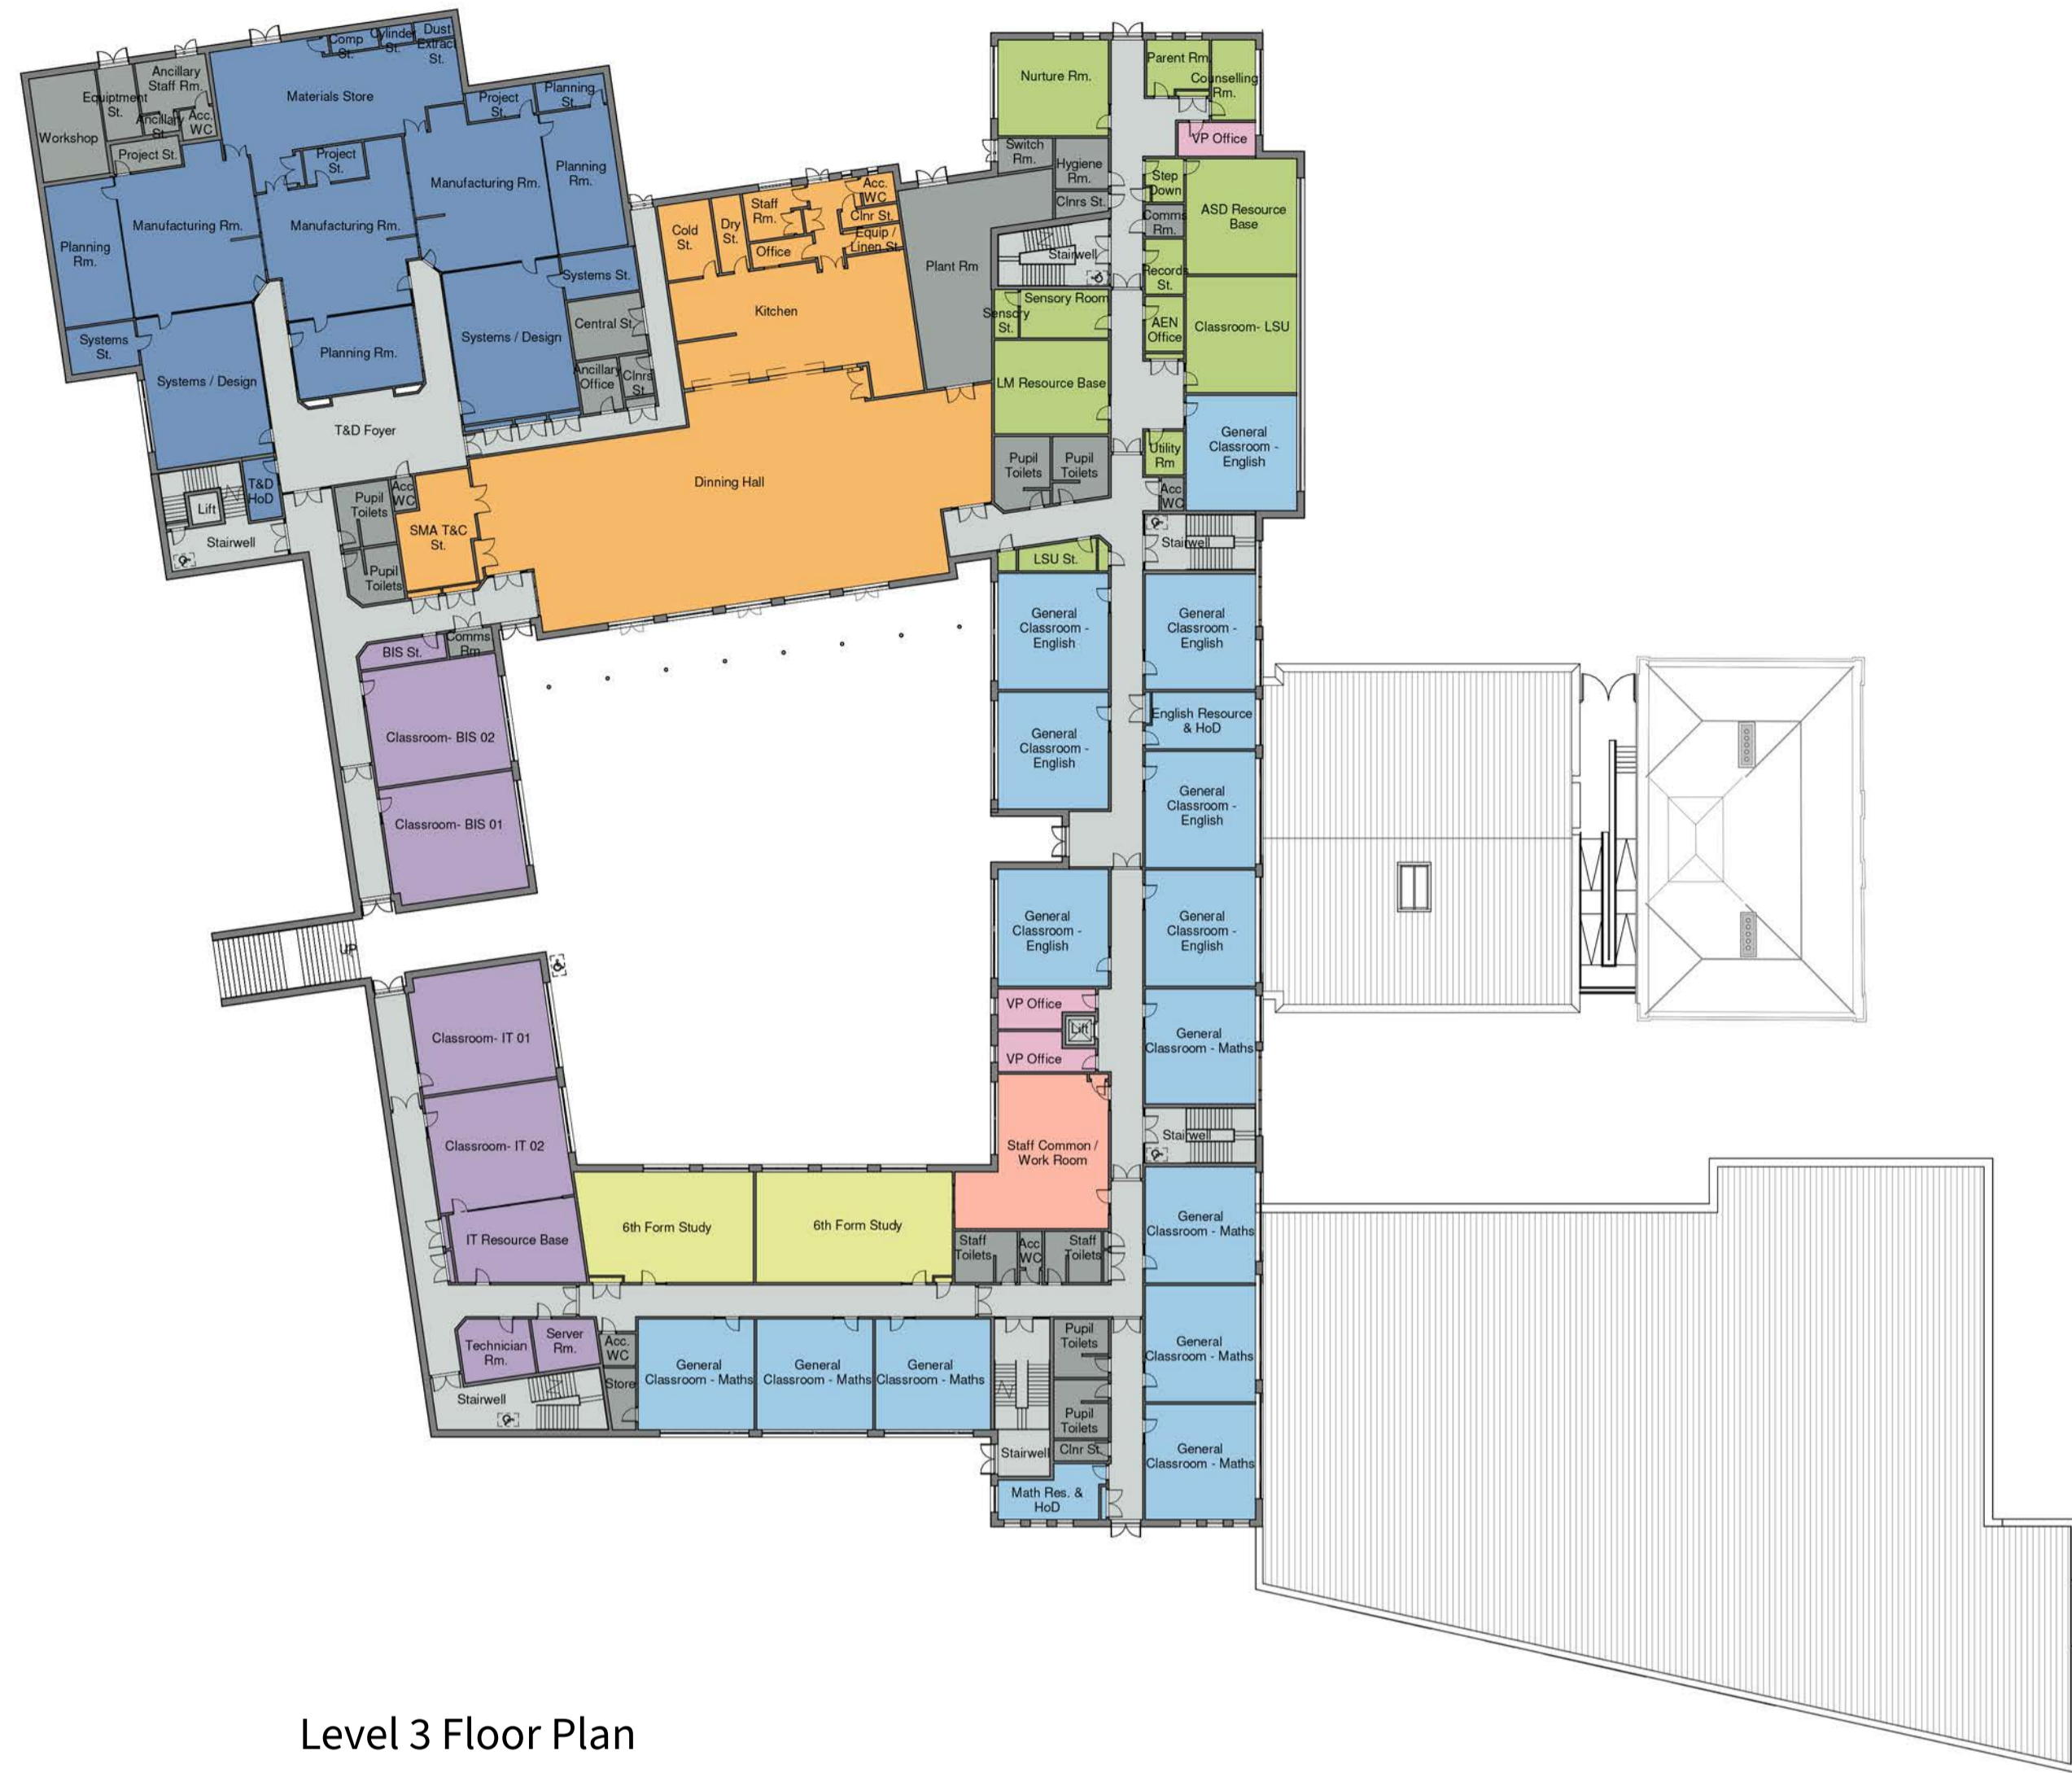 Comp
St.
Cylinder
St.
Dust
Extract
St.
Ancillary
Staff Rm.
Equiptment
St.
Materials Store
Workshop
Ancillary
St.
Acc.
WC
Project St.
Project
St.
Project
St.
Planning
St.
Manufacturing Rm.
Planning
Rm.
Manufacturing Rm.
Manufacturing Rm.
Planning
Rm.
Systems St.
Systems
St.
Systems / Design
Planning Rm.
Systems / Design
Central St.
Ancillary
Office
Clnrs
St.
T&D Foyer
T&D
HoD
Lift
Stairwell
Pupil
Toilets
Acc
WC
Pupil
Toilets
SMA T&C
St.
Cold
St.
Dry
St.
Staff
Rm.
Office
Acc.
WC
Clnr St.
Equip /
Linen St.
Kitchen
Dinning Hall
Plant Rm
Nurture Rm.
Parent Rm.
Counselling
Rm.
VP Office
Switch
Rm.
Hygiene
Rm.
Clnrs St.
Step
Down
Comms
Rm.
ASD Resource
Base
Stairwell
Records
St.
Sensory Room
Sensory
St.
AEN
Office
Classroom- LSU
LM Resource Base
General
Classroom -
English
Utility
Rm
Pupil
Toilets
Pupil
Toilets
Acc
WC
Stairwell
LSU St.
General
Classroom -
English
General
Classroom -
English
BIS St.
Comms.
Rm
Classroom- BIS 02
General
Classroom -
English
English Resource
& HoD
Classroom- BIS 01
General
Classroom -
English
UP
General
Classroom -
English
General
Classroom -
English
Classroom- IT 01
VP Office
Lift
VP Office
General
Classroom - Maths
Classroom- IT 02
Staff Common /
Work Room
Stairwell
IT Resource Base
6th Form Study
6th Form Study
General
Classroom - Maths
Staff
Toilets
Acc
WC
Staff
Toilets
Technician
Rm.
Server
Rm.
Acc.
WC
Store
Stairwell
General
Classroom - Maths
General
Classroom - Maths
General
Classroom - Maths
Pupil
Toilets
General
Classroom - Maths
Pupil
Toilets
Stairwell
Clnr St.
General
Classroom - Maths
Math Res. &
HoD
Level 3 Floor Plan